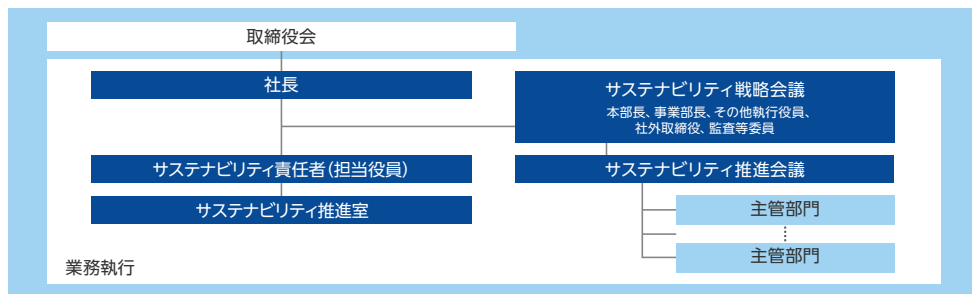 取締役会
社長
サステナビリティ戦略会議
本部長、事業部長、その他執行役員、
社外取締役、監査等委員
サステナビリティ責任者（担当役員）
サステナビリティ推進会議
サステナビリティ推進室
主管部門
主管部門
業務執行